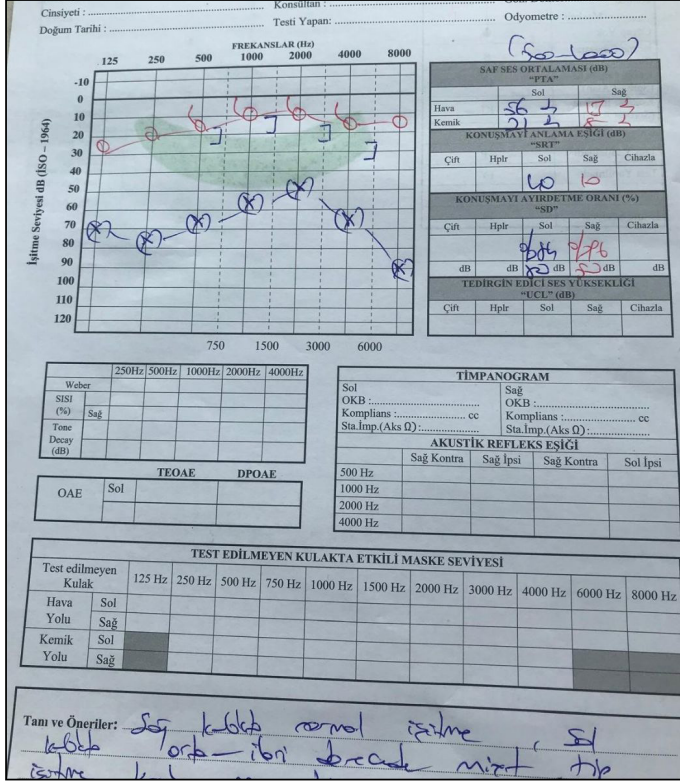 Cinsiyeti : Konsültan :
Doğum Tarihi : Testi Yapan: Odyometre :
FREKANSLAR (Hz)
125 250 500 1000 2000 4000 8000
İşitme Seviyesi dB (İSO – 1964)
-10
0
10
20
30
40
50
60
70
80
90
100
110
120
750 1500 3000 6000
(500-4000)
SAF SES ORTALAMASI (dB)
"PTA"
Sol Sağ
Hava 56
Kemik 21
KONUŞMAYI ANLAMA EŞİĞİ (dB)
"SRT"
Çift Hplr Sol Sağ Cihazla
40 10
KONUŞMAYI AYIRDETME ORANI (%)
"SD"
Çift Hplr Sol Sağ Cihazla
%84 %96
dB dB 80 dB 50 dB dB
TEDİRGİN EDİCİ SES YÜKSEKLİĞİ
"UCL" (dB)
Çift Hplr Sol Sağ Cihazla
250Hz 500Hz 1000Hz 2000Hz 4000Hz
Weber
SISI (%) Sağ
Tone Decay (dB)
TEOAE DPOAE
OAE Sol
TİMPANOGRAM
Sol Sağ
OKB : OKB :
Komplians : cc Komplians : cc
Sta.İmp.(Aks Ω) : Sta.İmp.(Aks Ω) :
AKUSTİK REFLEKS EŞİĞİ
Sağ Kontra Sağ İpsi Sağ Kontra Sol İpsi
500 Hz
1000 Hz
2000 Hz
4000 Hz
TEST EDİLMEYEN KULAKTA ETKİLİ MASKE SEVİYESİ
Test edilmeyen Kulak 125 Hz 250 Hz 500 Hz 750 Hz 1000 Hz 1500 Hz 2000 Hz 3000 Hz 4000 Hz 6000 Hz 8000 Hz
Hava Yolu Sol
Sağ
Kemik Yolu Sol
Sağ
Tanı ve Öneriler: Sağ kulakta normal işitme, Sol
kulakta orta-ileri derecede mixt tip
işitme